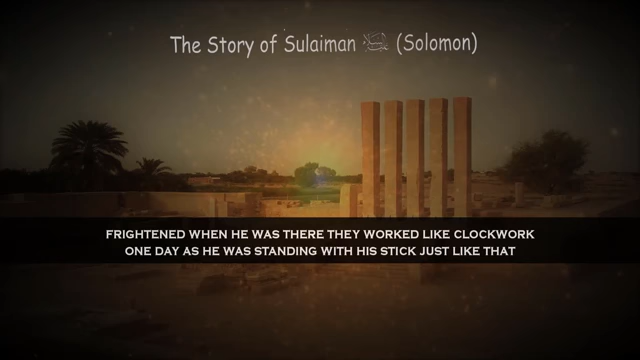 The Story of Sulaiman (Solomon)
FRIGHTENED WHEN HE WAS THERE THEY WORKED LIKE CLOCKWORK
ONE DAY AS HE WAS STANDING WITH HIS STICK JUST LIKE THAT